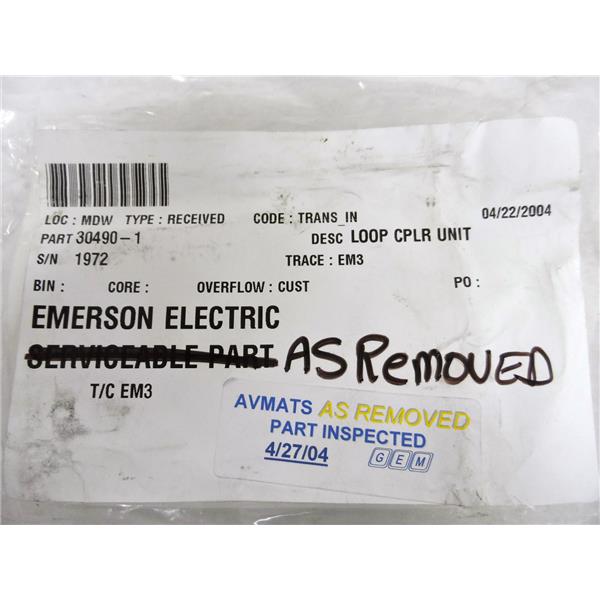 LOC : MDW TYPE : RECEIVED CODE : TRANS_IN 04/22/2004
PART 30490-1 DESC LOOP CPLR UNIT
S/N 1972 TRACE : EM3
BIN : CORE : OVERFLOW : CUST PO :
EMERSON ELECTRIC
SERVICEABLE PART AS REMOVED
T/C EM3
AVMATS AS REMOVED
PART INSPECTED
4/27/04 GEM